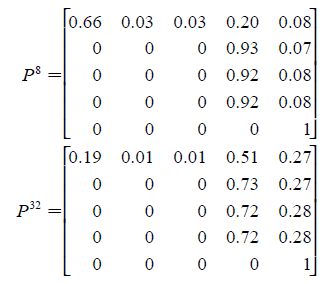 0.66 0.03 0.03 0.20 0.08
0 0 0 0.93 0.07
P⁸ = 0 0 0 0.92 0.08
0 0 0 0.92 0.08
0 0 0 0 1
0.19 0.01 0.01 0.51 0.27
0 0 0 0.73 0.27
P³² = 0 0 0 0.72 0.28
0 0 0 0.72 0.28
0 0 0 0 1